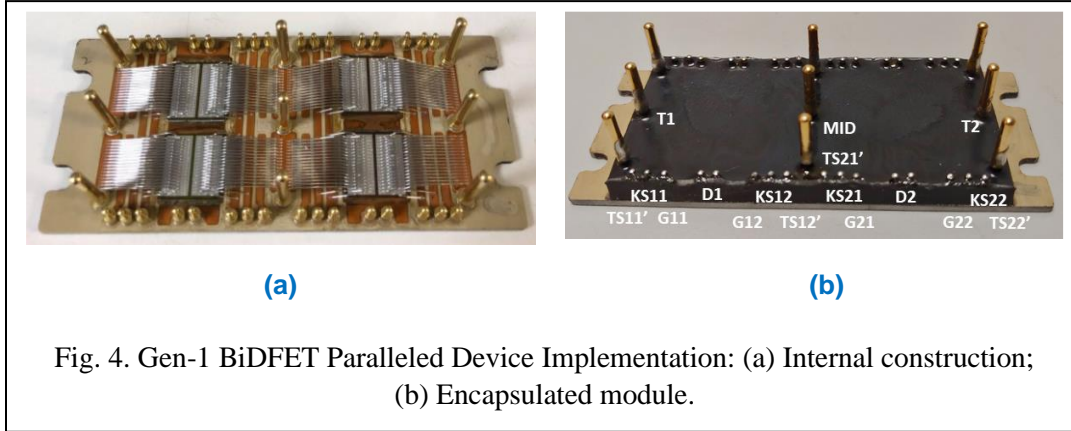 T1
MID
T2
TS21’
KS11
D1
KS12
KS21
D2
KS22
TS11’
G11
G12
TS12’
G21
G22
TS22’
(a)
(b)
Fig. 4. Gen-1 BiDFET Paralleled Device Implementation: (a) Internal construction;
(b) Encapsulated module.